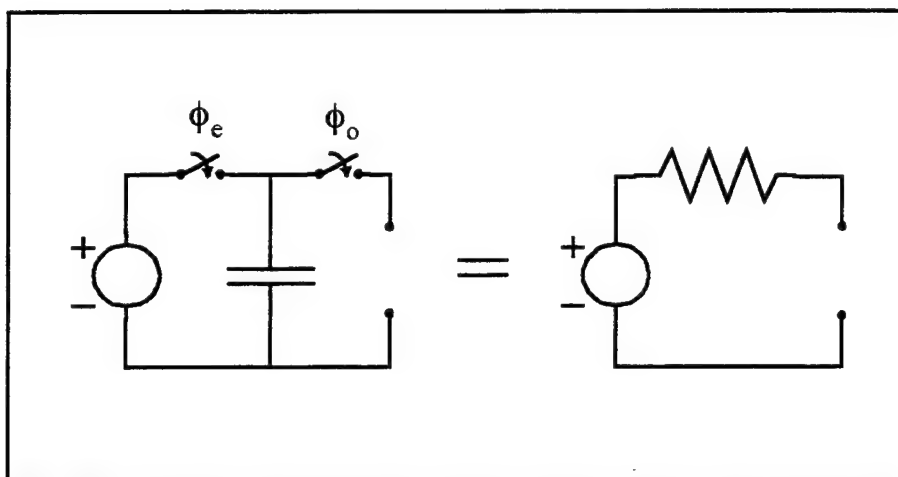 ϕe ϕo
+ = +
− −